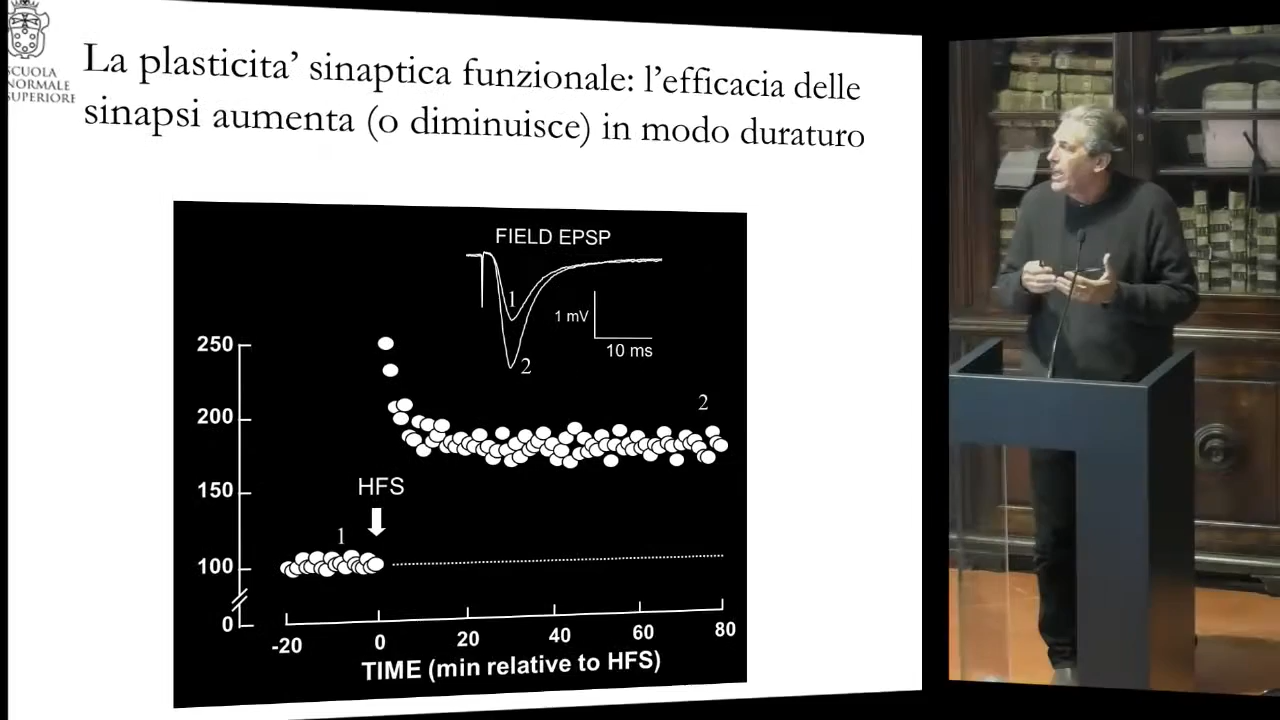 SCUOLA
NORMALE
SUPERIORE
La plasticita’ sinaptica funzionale: l’efficacia delle
sinapsi aumenta (o diminuisce) in modo duraturo
FIELD EPSP
1
1 mV
10 ms
2
250
200
2
150
HFS
1
100
0
-20
0
20
40
60
80
TIME (min relative to HFS)